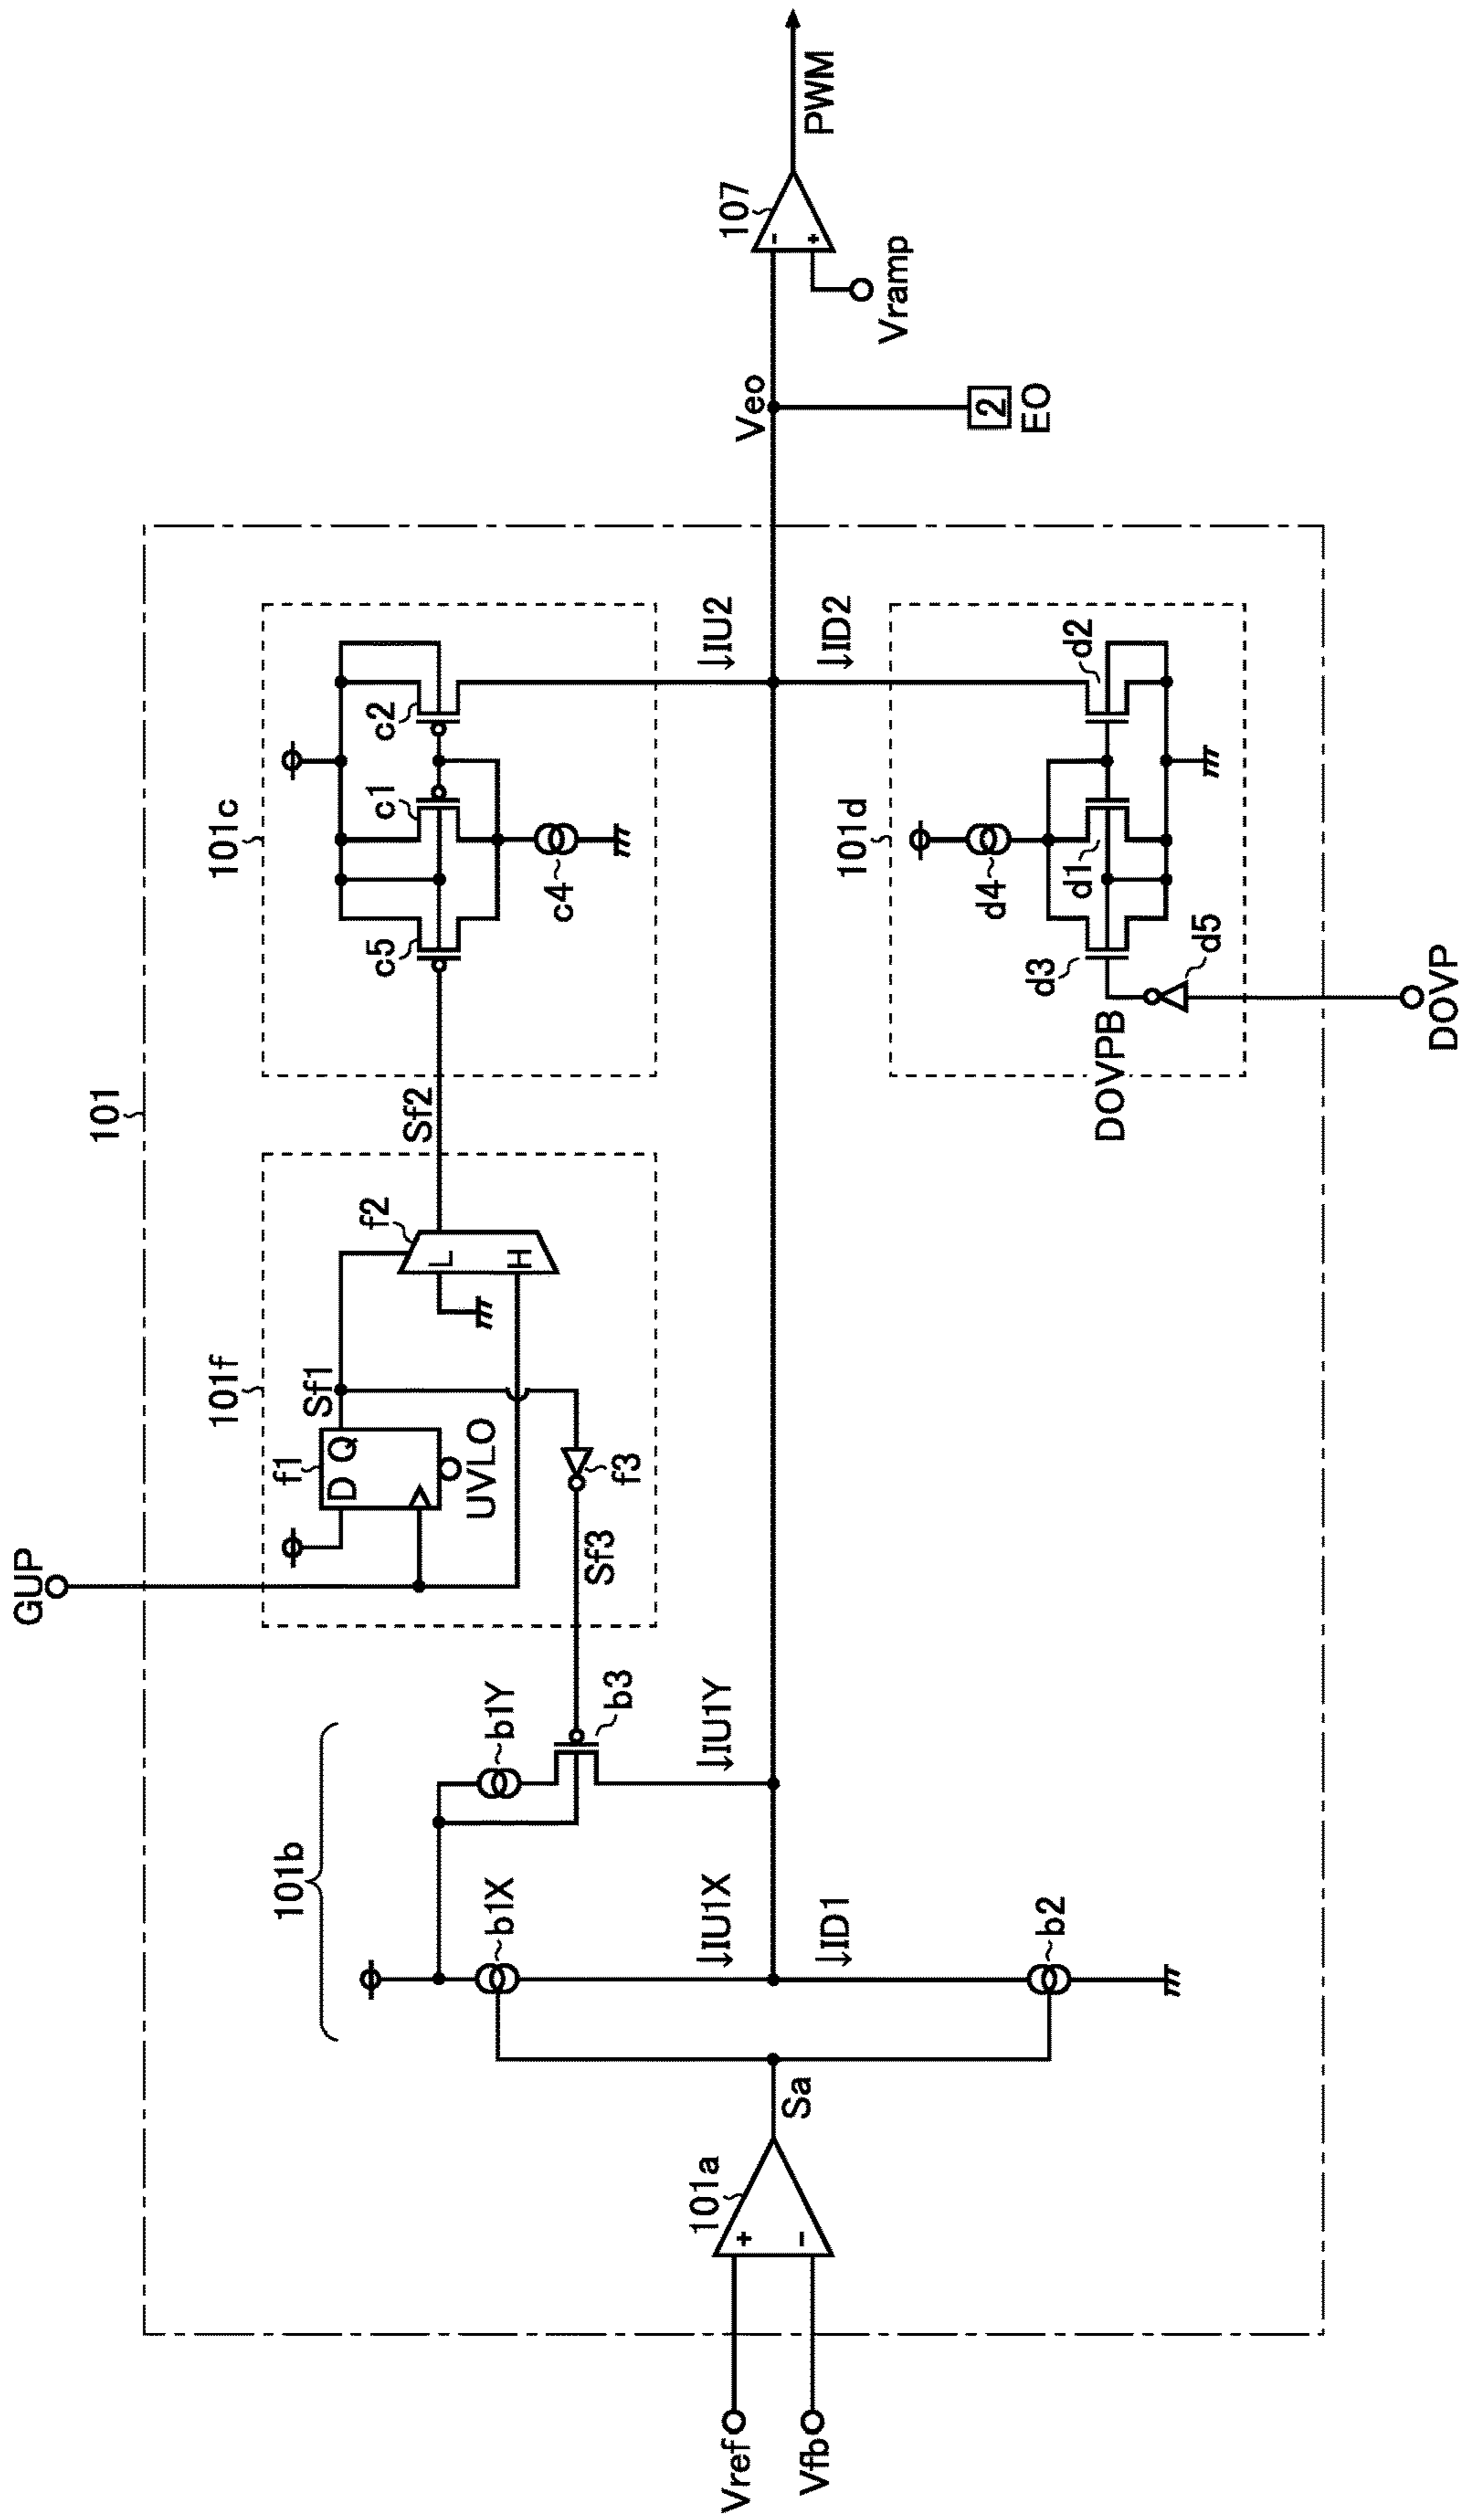 101
GUP
101b
b1X
b1Y
b3
IU1X
IU1Y
ID1
b2
101a
+
-
Sa
Vref
Vfb
101f
f1
D Q
UVLO
Sf1
f2
L
H
f3
Sf3
Sf2
101c
c5
c1
c2
c4
↓IU2
↓ID2
101d
d4
d1
d2
d3
d5
DOVPB
DOVP
Veo
2
EO
107
-
+
Vramp
PWM